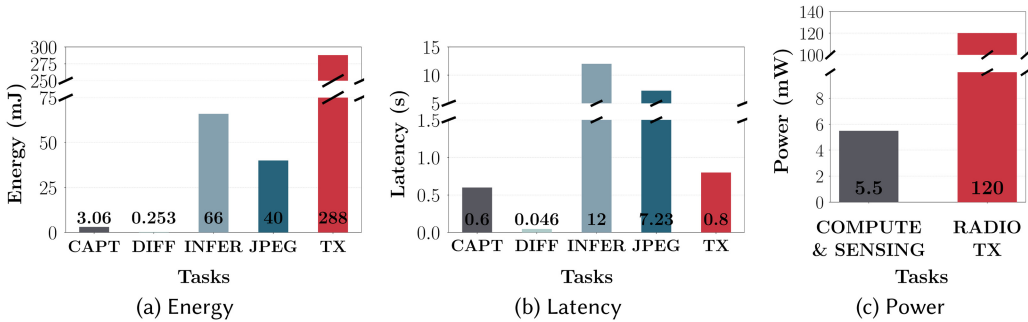 Energy (mJ)
300
275
250
75
50
25
0
3.06
0.253
66
40
288
CAPT
DIFF
INFER
JPEG
TX
Tasks
(a) Energy
Latency (s)
15
10
5
1.5
1.0
0.5
0.0
0.6
0.046
12
7.23
0.8
CAPT
DIFF
INFER
JPEG
TX
Tasks
(b) Latency
Power (mW)
140
120
100
8
6
4
2
0
5.5
120
COMPUTE
& SENSING
RADIO
TX
Tasks
(c) Power